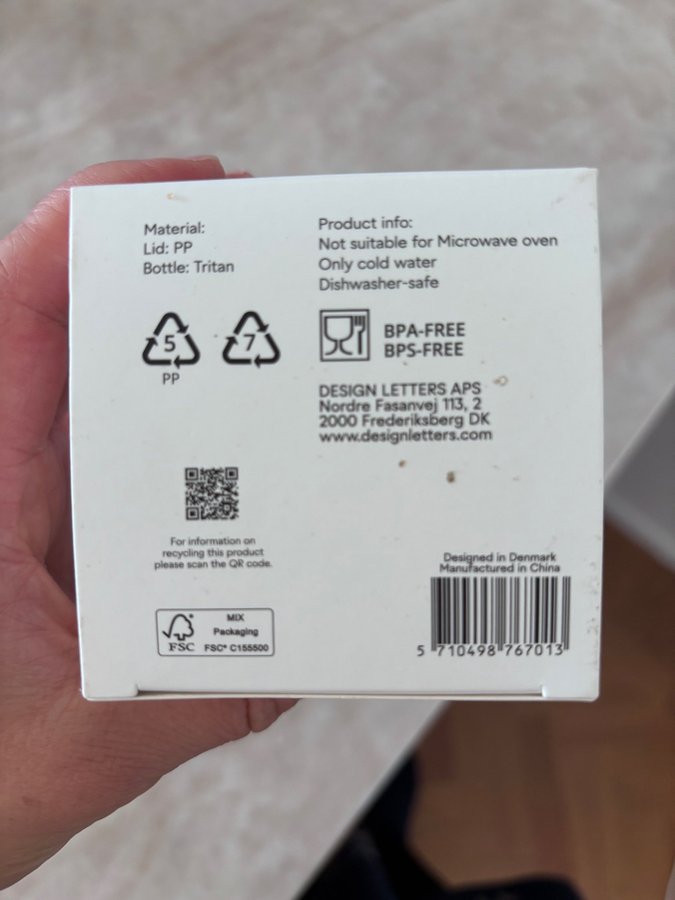 Material:
Lid: PP
Bottle: Tritan
Product info:
Not suitable for Microwave oven
Only cold water
Dishwasher-safe
5
PP
7
BPA-FREE
BPS-FREE
DESIGN LETTERS APS
Nordre Fasanvej 113, 2
2000 Frederiksberg DK
www.designletters.com
For information on
recycling this product
please scan the QR code.
FSC
MIX
Packaging
FSC® C155500
Designed in Denmark
Manufactured in China
5 710498 767013